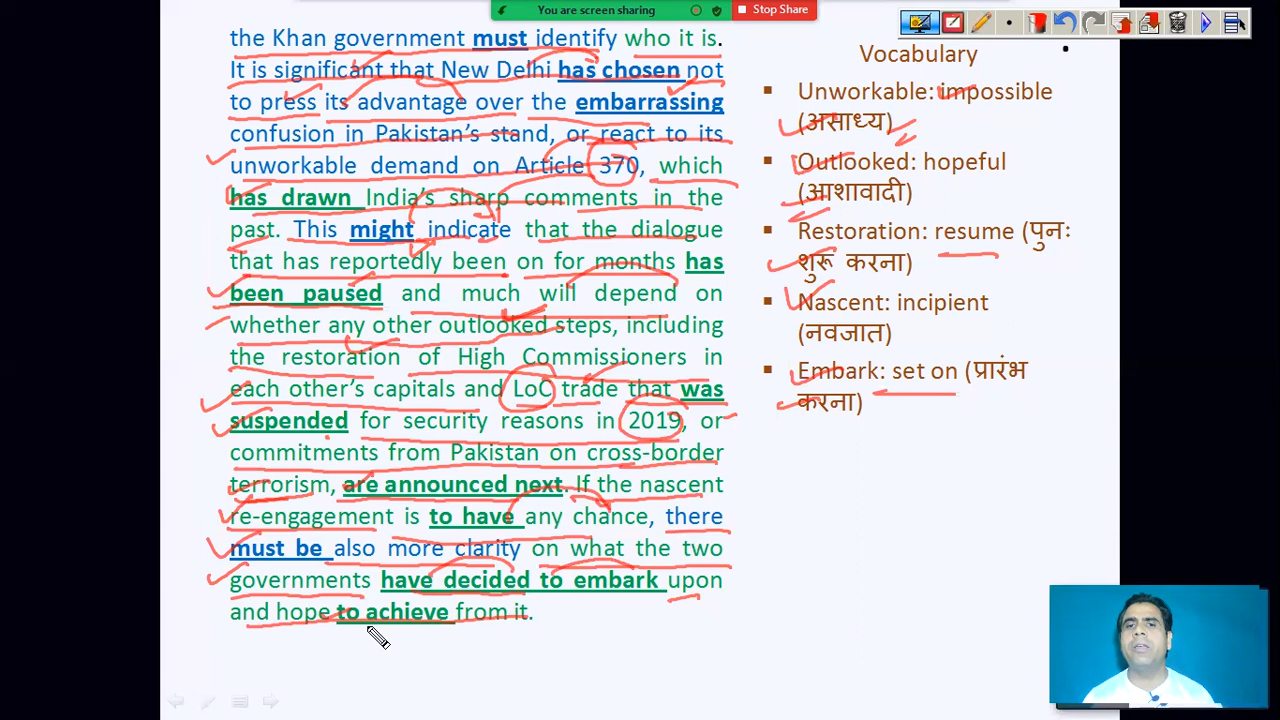 You are screen sharing
Stop Share
the Khan government must identify who it is.
It is significant that New Delhi has chosen not
to press its advantage over the embarrassing
confusion in Pakistan's stand, or react to its
unworkable demand on Article 370, which
has drawn India's sharp comments in the
past. This might indicate that the dialogue
that has reportedly been on for months has
been paused and much will depend on
whether any other outlooked steps, including
the restoration of High Commissioners in
each other's capitals and LoC trade that was
suspended for security reasons in 2019, or
commitments from Pakistan on cross-border
terrorism, are announced next. If the nascent
re-engagement is to have any chance, there
must be also more clarity on what the two
governments have decided to embark upon
and hope to achieve from it.
Vocabulary
Unworkable: impossible
(असाध्य)
Outlooked: hopeful
(आशावादी)
Restoration: resume (पुनः
शुरू करना)
Nascent: incipient
(नवजात)
Embark: set on (प्रारंभ
करना)